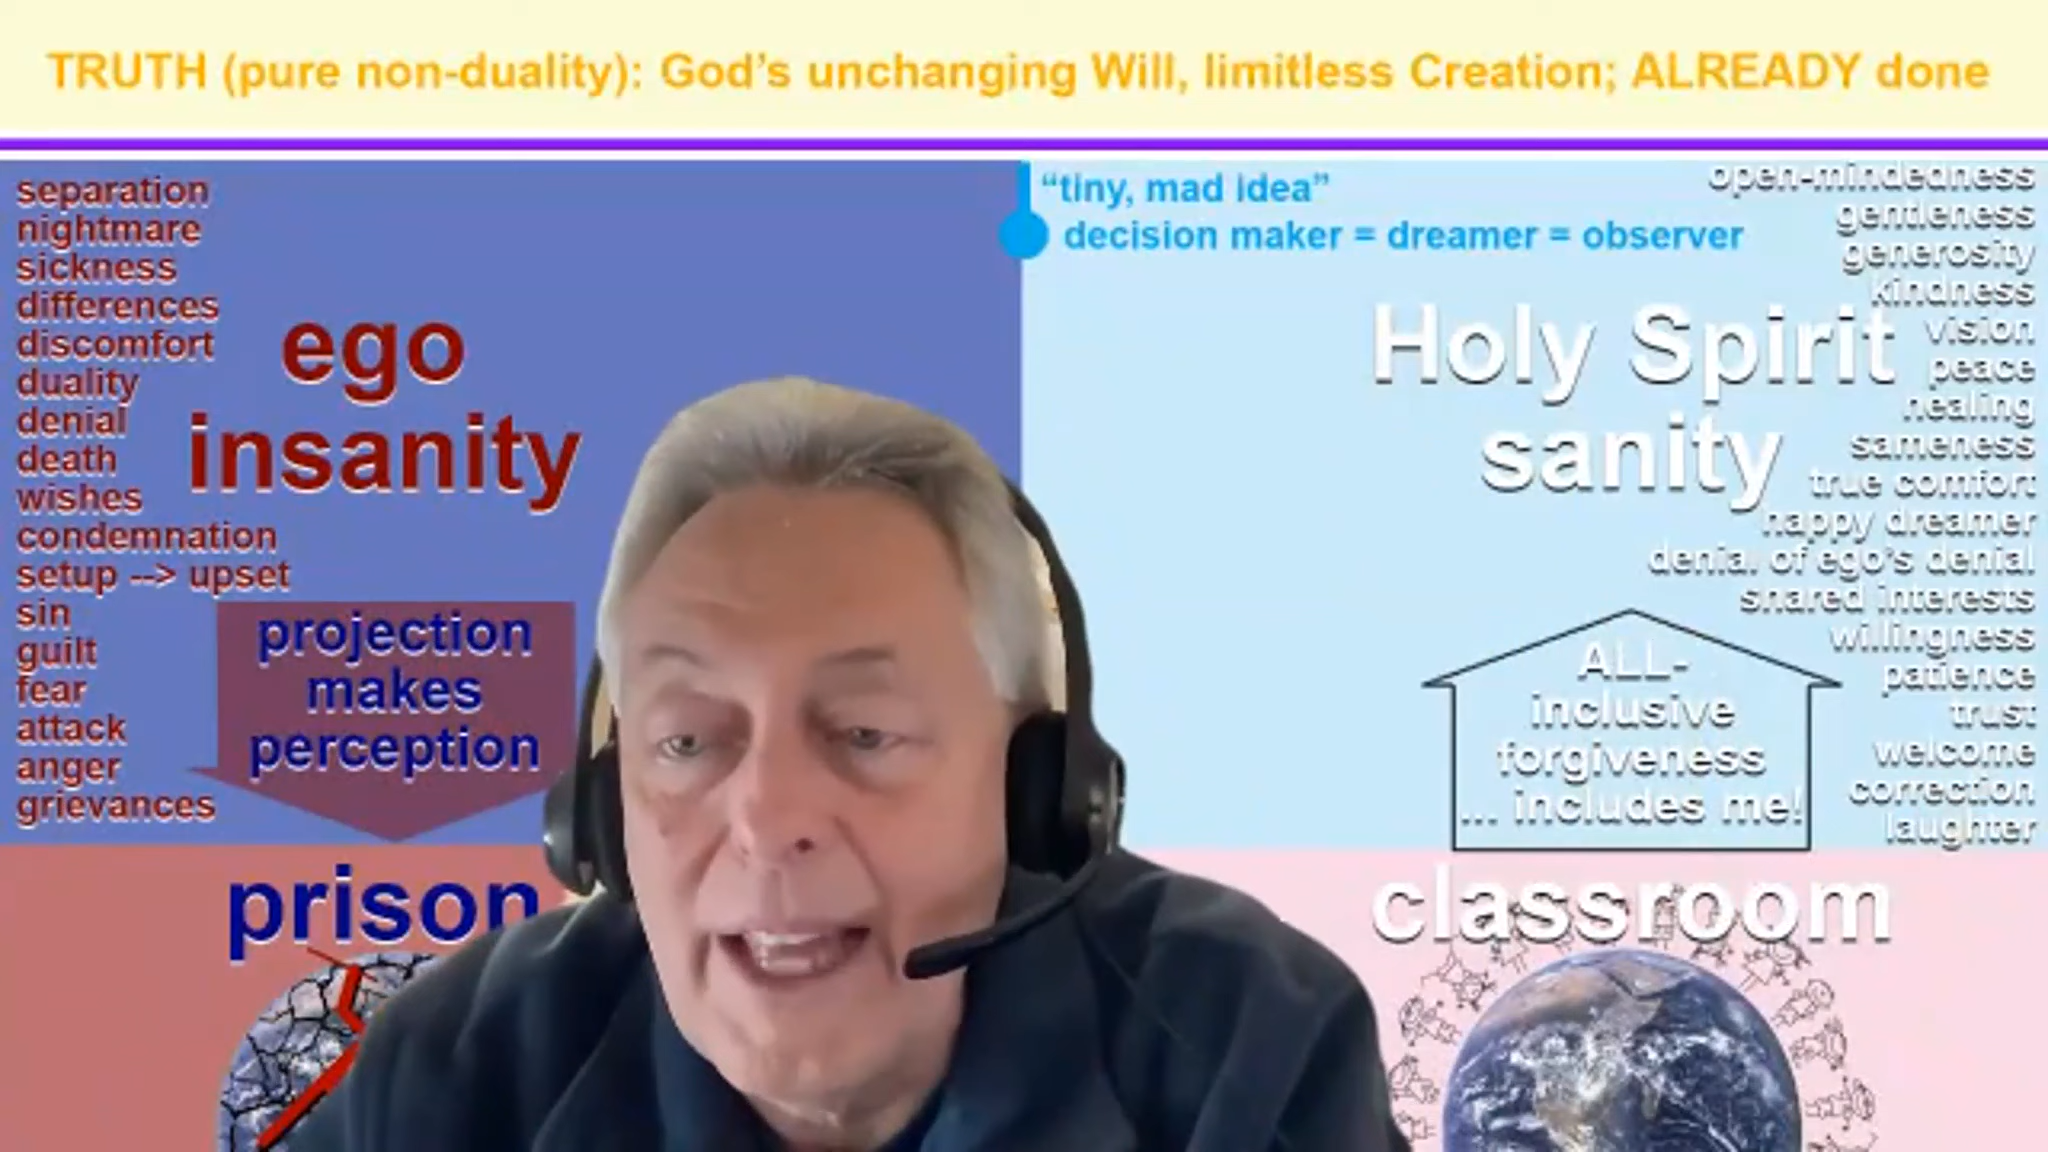 TRUTH (pure non-duality): God's unchanging Will, limitless Creation; ALREADY done
separation
nightmare
sickness
differences
discomfort
duality
denial
death
wishes
condemnation
setup --> upset
sin
guilt
fear
attack
anger
grievances
ego
insanity
projection
makes
perception
prison
“tiny, mad idea”
decision maker = dreamer = observer
Holy Spirit
sanity
open-mindedness
gentleness
generosity
kindness
vision
peace
healing
sameness
true comfort
happy dreamer
denial of ego's denial
shared interests
willingness
patience
trust
welcome
correction
laughter
ALL-
inclusive
forgiveness
... includes me!
classroom